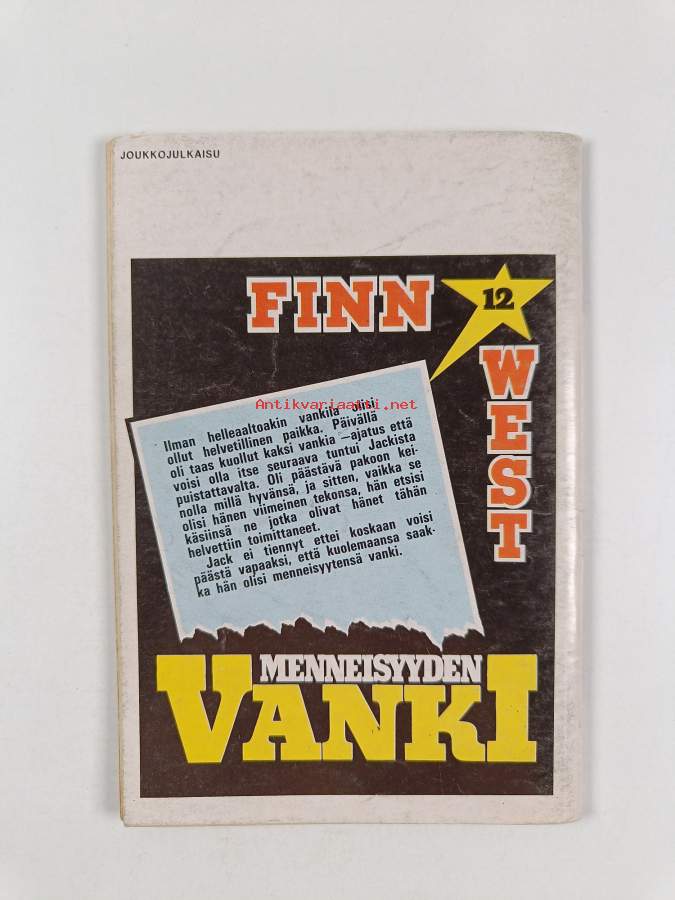 JOUKKOJULKAISU
FINN
12
WEST
Antikvariaatti.net
Ilman helleaaltoakin vankila olisi
ollut helvetillinen paikka. Päivällä
oli taas kuollut kaksi vankia —ajatus että
voisi olla itse seuraava tuntui Jackista
puistattavalta. Oli päästävä pakoon kei-
nolla millä hyvänsä, ja sitten, vaikka se
olisi hänen viimeinen tekonsa, hän etsisi
käsiinsä ne jotka olivat hänet tähän
helvettiin toimittaneet.
Jack ei tiennyt ettei koskaan voisi
päästä vapaaksi, että kuolemaansa saak-
ka hän olisi menneisyytensä vanki.
MENNEISYYDEN
VANKI